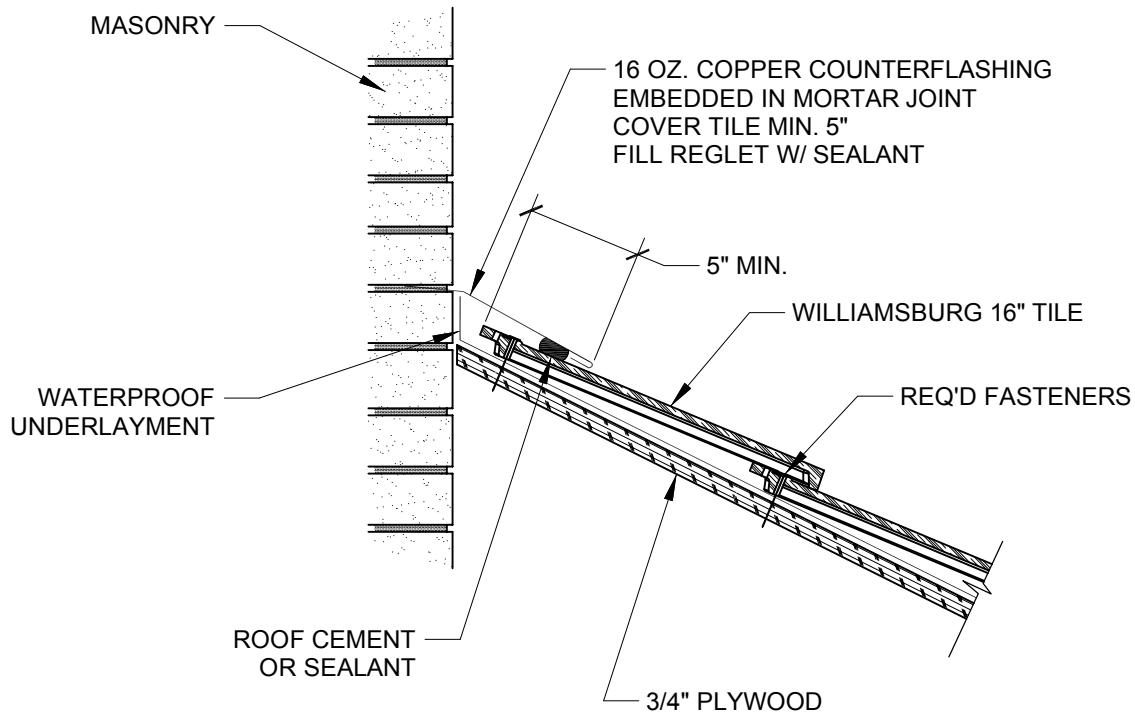 MASONRY
16 OZ. COPPER COUNTERFLASHING
EMBEDDED IN MORTAR JOINT
COVER TILE MIN. 5"
FILL REGLET W/ SEALANT
5" MIN.
WILLIAMSBURG 16" TILE
REQ'D FASTENERS
WATERPROOF
UNDERLAYMENT
ROOF CEMENT
OR SEALANT
3/4" PLYWOOD